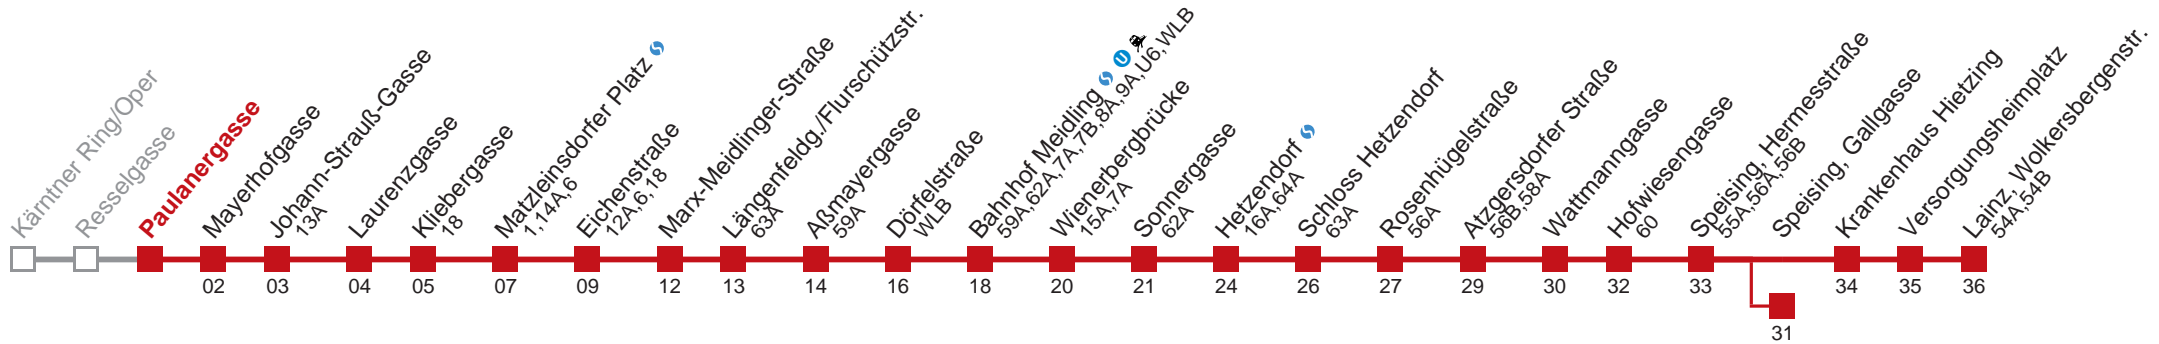 Kärntner Ring/Oper
Resselgasse
Paulanergasse
Mayerhofgasse
02
Johann-Strauß-Gasse
13A
03
Laurenzgasse
04
Kliebergasse
18
05
Matzleinsdorfer Platz
1,14A,6
07
Eichenstraße
12A,6,18
09
Marx-Meidlinger-Straße
12
Längenfeldg./Flurschützstr.
63A
13
Aßmayergasse
59A
14
Dörfelstraße
WLB
16
Bahnhof Meidling U
59A,62A,7A,7B,8A,9A,U6,WLB
18
Wienerbergbrücke
15A,7A
20
Sonnergasse
62A
21
Hetzendorf
16A,64A
24
Schloss Hetzendorf
63A
26
Rosenhügelstraße
56A
27
Atzgersdorfer Straße
56B,58A
29
Wattmanngasse
30
Hofwiesengasse
60
32
Speising, Hermesstraße
55A,56A,56B
33
Speising, Gallgasse
31
Krankenhaus Hietzing
34
Versorgungsheimplatz
35
Lainz, Wolkersbergenstr.
54A,54B
36